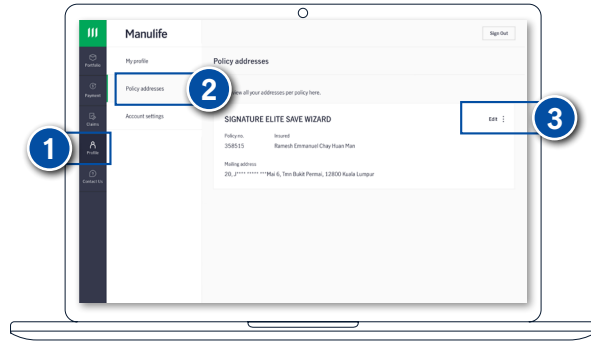 Manulife
Sign Out
Portfolio
My profile
Policy addresses
Payment
Policy addresses
2
view all your addresses per policy here.
Claims
Account settings
SIGNATURE ELITE SAVE WIZARD
Edit
3
1
Profile
Policy no.
Insured
358515
Ramesh Emmanuel Chay Huan Man
Contact Us
Mailing address
20, J**** ***** ***Mai 6, Tmn Bukit Permai, 12800 Kuala Lumpur